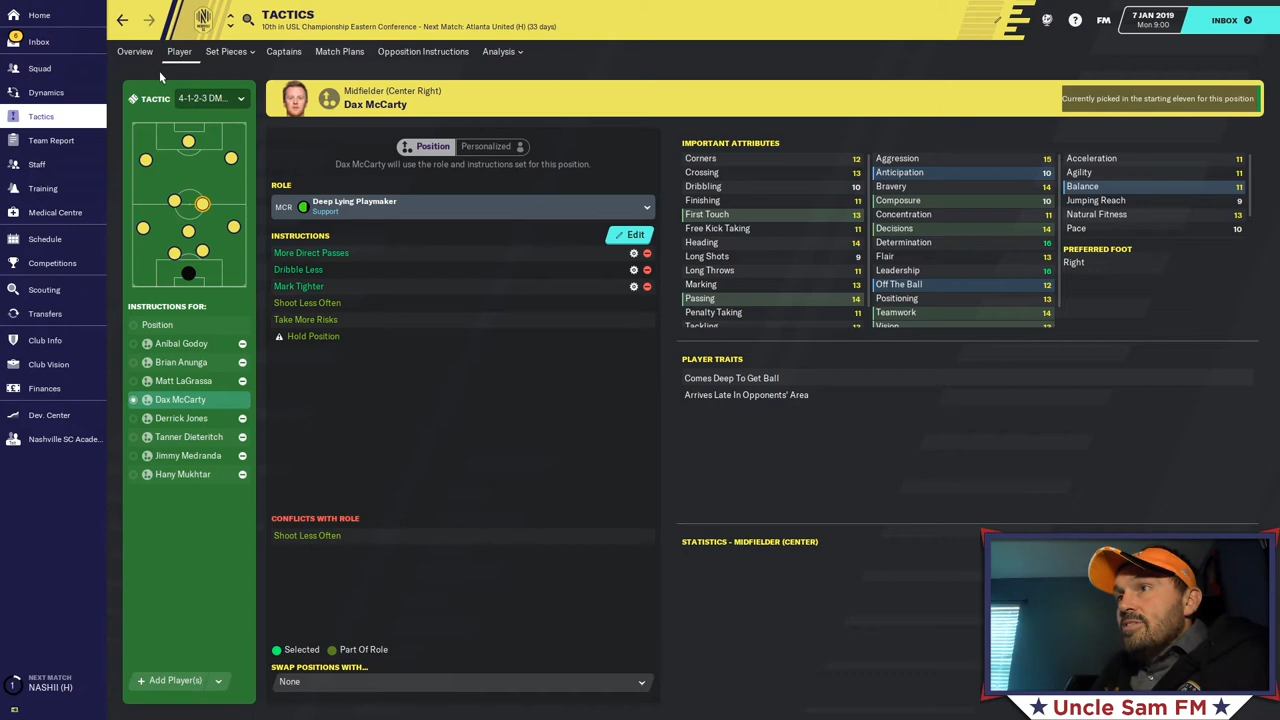 Home
6
Inbox
Squad
Dynamics
Tactics
Team Report
Staff
Training
Medical Centre
Schedule
Competitions
Scouting
Transfers
Club Info
Club Vision
Finances
Dev. Center
Nashville SC Acade...
NEXT MATCH
NASHII (H)
TACTICS
10th in USL Championship Eastern Conference - Next Match: Atlanta United (H) (33 days)
FM
7 JAN 2019
Mon 9:00
INBOX
Overview
Player
Set Pieces
Captains
Match Plans
Opposition Instructions
Analysis
TACTIC
4-1-2-3 DM...
INSTRUCTIONS FOR:
Position
Aníbal Godoy
Brian Anunga
Matt LaGrassa
Dax McCarty
Derrick Jones
Tanner Dieteritch
Jimmy Medranda
Hany Mukhtar
Add Player(s)
Midfielder (Center Right)
Dax McCarty
Currently picked in the starting eleven for this position
Position
Personalized
Dax McCarty will use the role and instructions set for this position.
ROLE
MCR
Deep Lying Playmaker
Support
INSTRUCTIONS
Edit
More Direct Passes
Dribble Less
Mark Tighter
Shoot Less Often
Take More Risks
Hold Position
CONFLICTS WITH ROLE
Shoot Less Often
Selected
Part Of Role
SWAP POSITIONS WITH...
None
IMPORTANT ATTRIBUTES
Corners 12
Crossing 13
Dribbling 10
Finishing 11
First Touch 13
Free Kick Taking 11
Heading 14
Long Shots 9
Long Throws 11
Marking 13
Passing 14
Penalty Taking 11
Tackling
Aggression 15
Anticipation 10
Bravery 14
Composure 10
Concentration 11
Decisions 14
Determination 16
Flair 13
Leadership 16
Off The Ball 12
Positioning 13
Teamwork 14
Vision
Acceleration 11
Agility 11
Balance 11
Jumping Reach 9
Natural Fitness 13
Pace 10
PREFERRED FOOT
Right
PLAYER TRAITS
Comes Deep To Get Ball
Arrives Late In Opponents' Area
STATISTICS - MIDFIELDER (CENTER)
Uncle Sam FM